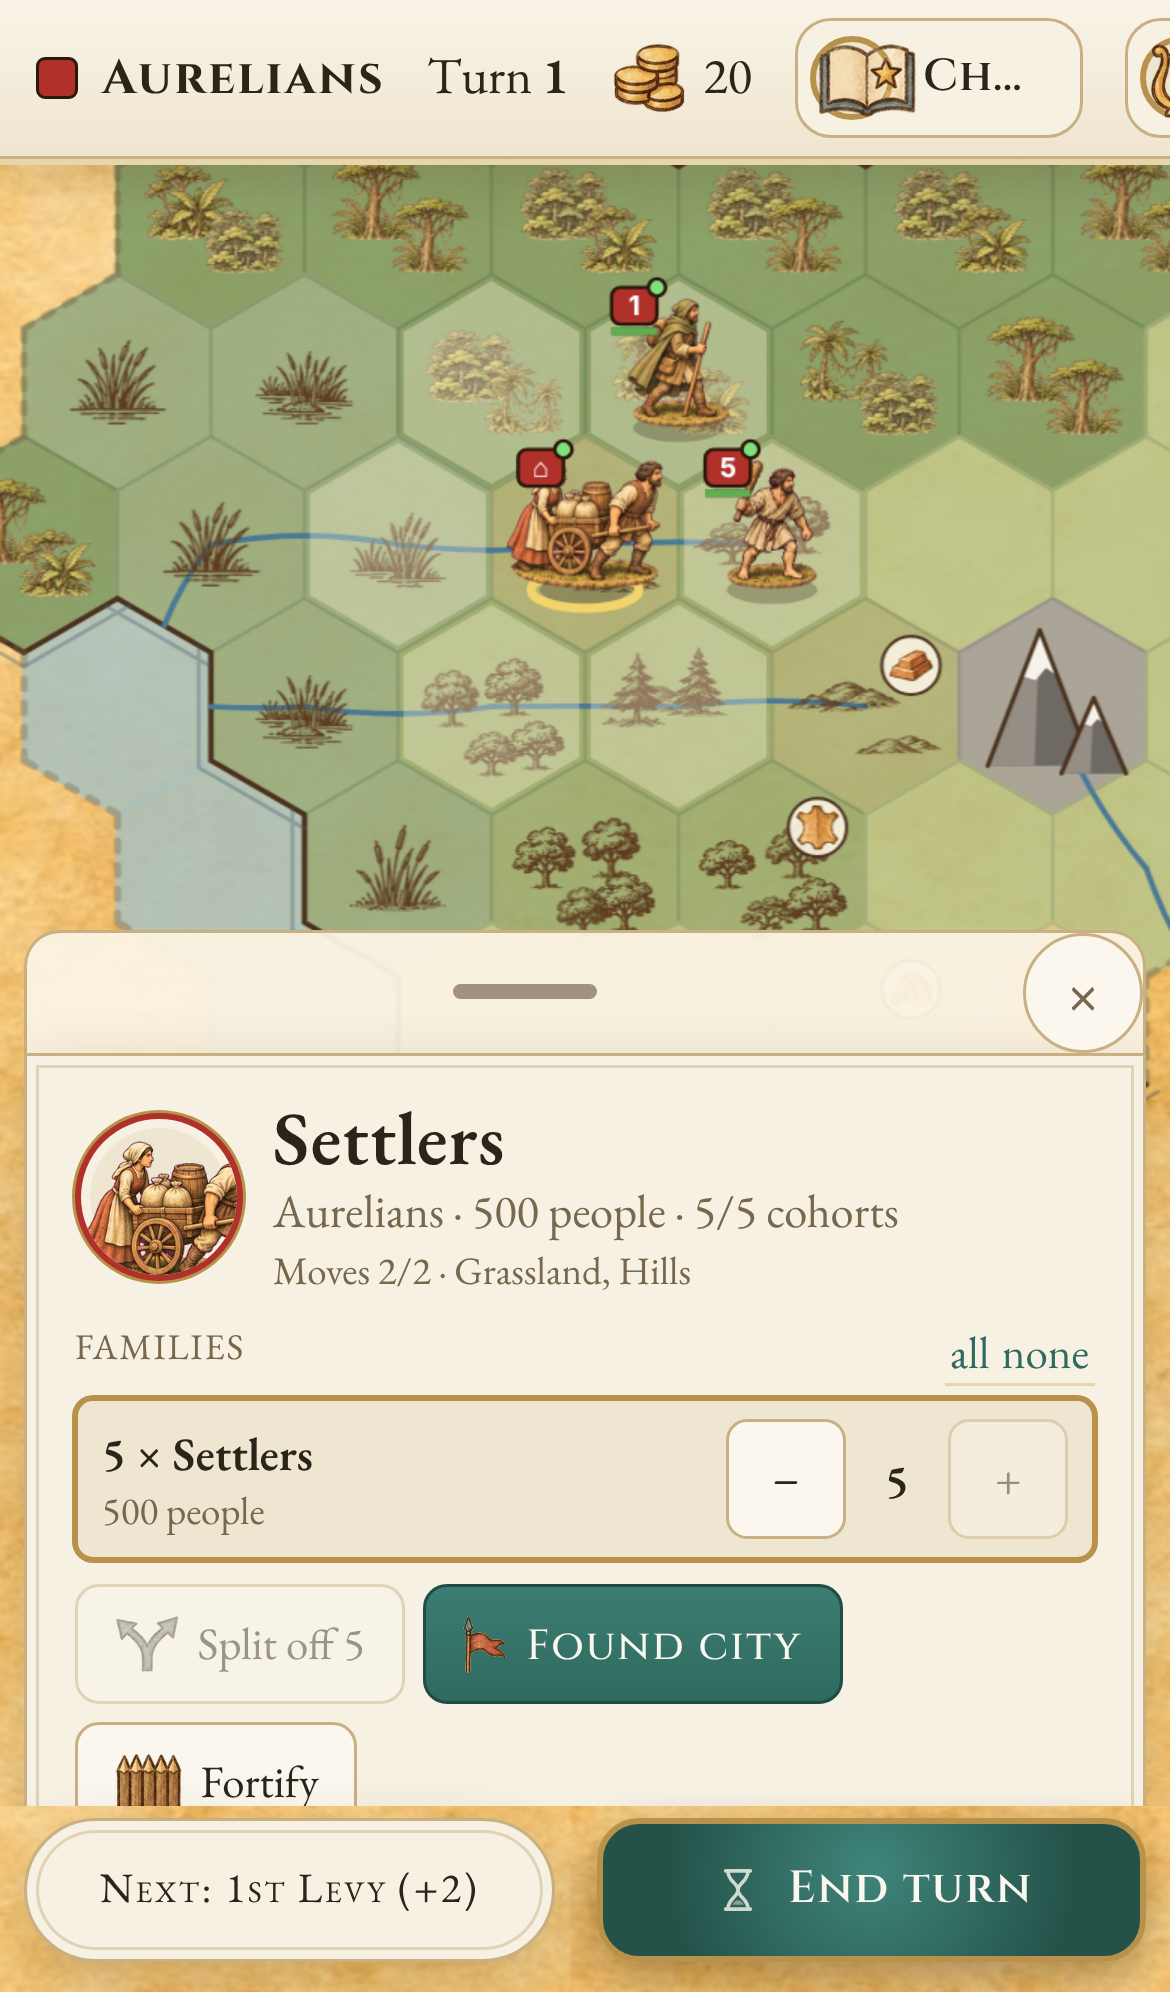 AURELIANS Turn 1 20 CH...
1
5
Settlers
Aurelians · 500 people · 5/5 cohorts
Moves 2/2 · Grassland, Hills
FAMILIES all none
5 × Settlers
500 people
− 5 +
Split off 5 FOUND CITY
Fortify
NEXT: 1ST LEVY (+2) END TURN